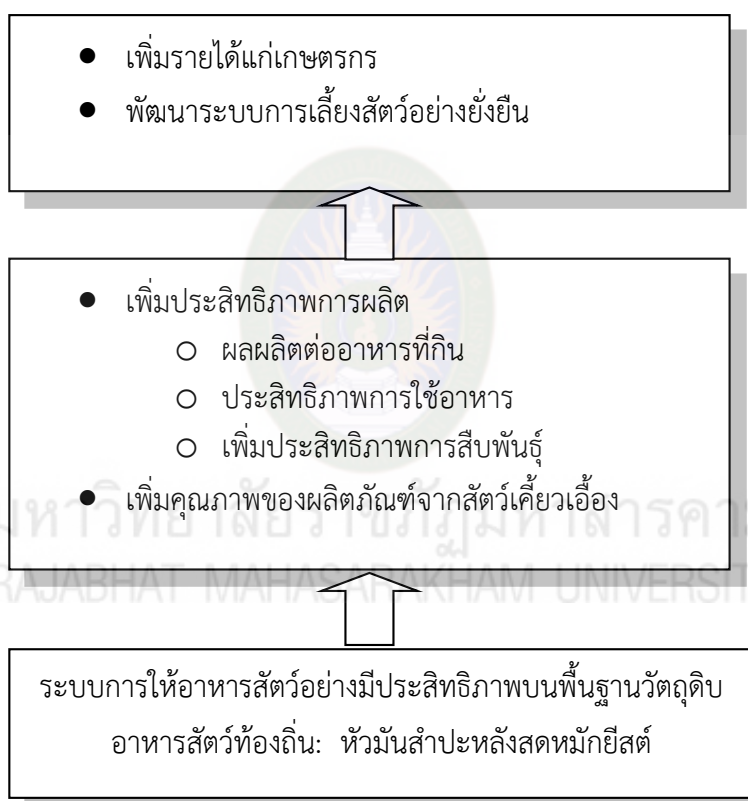 ● เพิ่มรายได้แก่เกษตรกร
● พัฒนาระบบการเลี้ยงสัตว์อย่างยั่งยืน
● เพิ่มประสิทธิภาพการผลิต
○ ผลผลิตต่ออาหารที่กิน
○ ประสิทธิภาพการใช้อาหาร
○ เพิ่มประสิทธิภาพการสืบพันธุ์
● เพิ่มคุณภาพของผลิตภัณฑ์จากสัตว์เคี้ยวเอื้อง
RAJABHAT MAHASARAKHAM
ระบบการให้อาหารสัตว์อย่างมีประสิทธิภาพบนพื้นฐานวัตถุดิบ
อาหารสัตว์ท้องถิ่น: หัวมันสำปะหลังสดหมักยีสต์